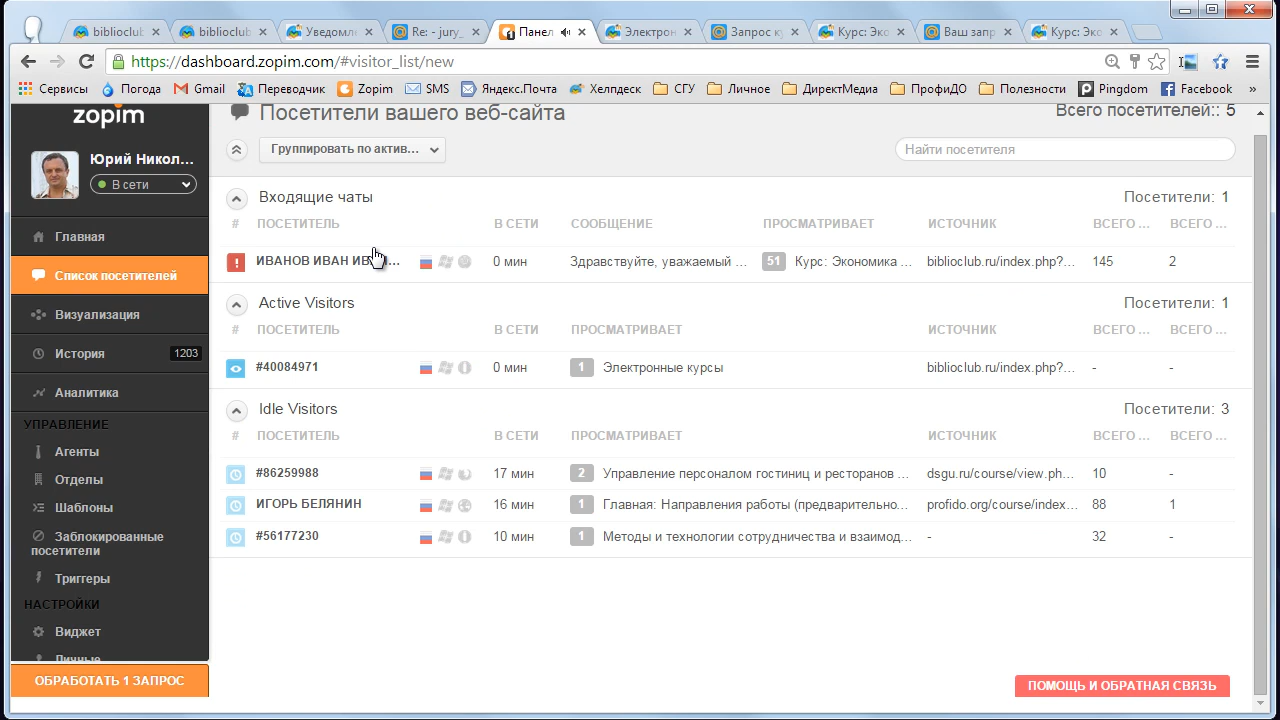 biblioclub
biblioclub
Уведомле
Re: - jury_
Панел
Электрон
Запрос к
Курс: Эко
Ваш запр
Курс: Эко
https://dashboard.zopim.com/#visitor_list/new
Сервисы
Погода
Gmail
Переводчик
Zopim
SMS
Яндекс.Почта
Хелпдеск
СГУ
Личное
ДиректМедиа
ПрофиДО
Полезности
Pingdom
Facebook
»
zopim
Юрий Никол...
В сети
Главная
Список посетителей
Визуализация
История 1203
Аналитика
УПРАВЛЕНИЕ
Агенты
Отделы
Шаблоны
Заблокированные
посетители
Триггеры
НАСТРОЙКИ
Виджет
Личные
ОБРАБОТАТЬ 1 ЗАПРОС
Посетители вашего веб-сайта
Всего посетителей:: 5
Группировать по актив...
Найти посетителя
Входящие чаты
Посетители: 1
# ПОСЕТИТЕЛЬ В СЕТИ СООБЩЕНИЕ ПРОСМАТРИВАЕТ ИСТОЧНИК ВСЕГО ... ВСЕГО ...
! ИВАНОВ ИВАН ИВ... 0 мин Здравствуйте, уважаемый ... 51 Курс: Экономика ... biblioclub.ru/index.php?... 145 2
Active Visitors
Посетители: 1
# ПОСЕТИТЕЛЬ В СЕТИ ПРОСМАТРИВАЕТ ИСТОЧНИК ВСЕГО ... ВСЕГО ...
#40084971 0 мин 1 Электронные курсы biblioclub.ru/index.php?... - -
Idle Visitors
Посетители: 3
# ПОСЕТИТЕЛЬ В СЕТИ ПРОСМАТРИВАЕТ ИСТОЧНИК ВСЕГО ... ВСЕГО ...
#86259988 17 мин 2 Управление персоналом гостиниц и ресторанов ... dsgu.ru/course/view.ph... 10 -
ИГОРЬ БЕЛЯНИН 16 мин 1 Главная: Направления работы (предварительно... profido.org/course/index... 88 1
#56177230 10 мин 1 Методы и технологии сотрудничества и взаимод... - 32 -
ПОМОЩЬ И ОБРАТНАЯ СВЯЗЬ